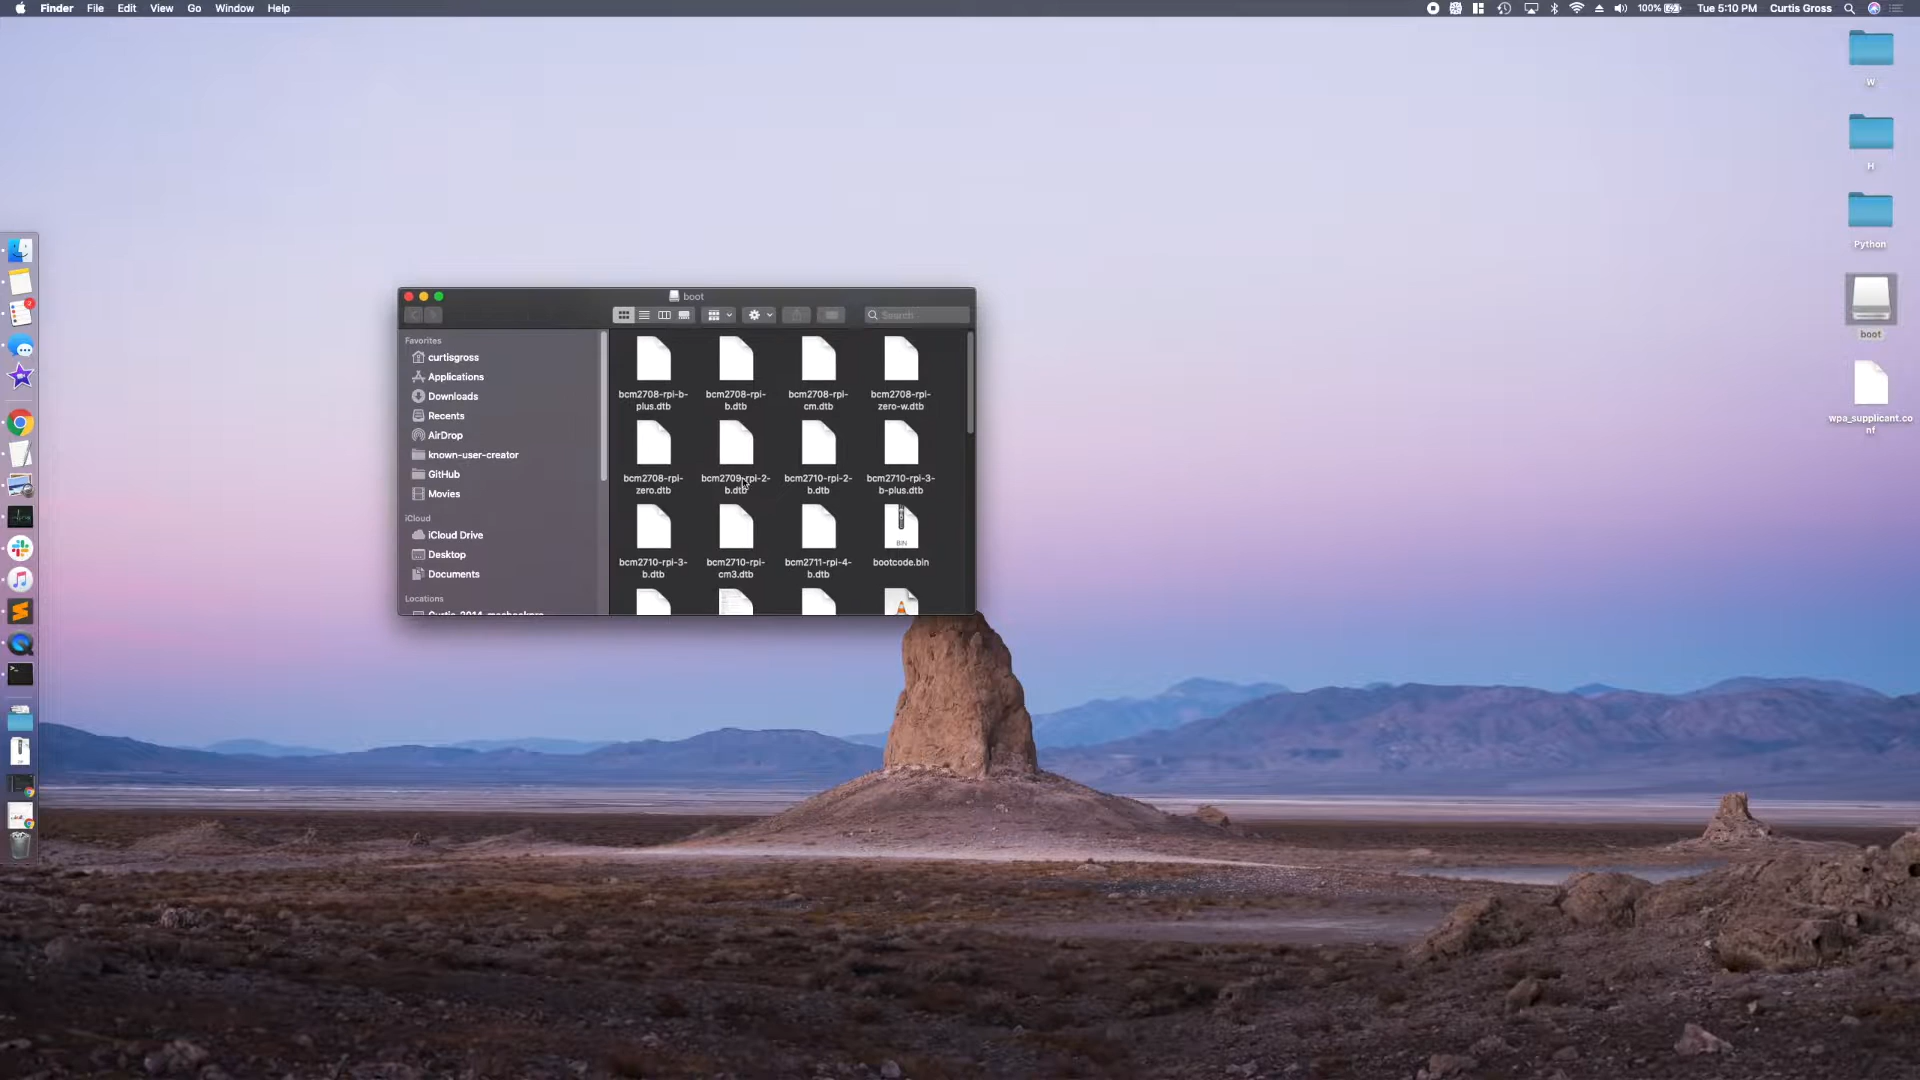 Finder File Edit View Go Window Help
100% Tue 5:10 PM Curtis Gross
W
H
Python
boot
wpa_supplicant.co
nf
boot
Search
Favorites
curtisgross
Applications
Downloads
Recents
AirDrop
known-user-creator
GitHub
Movies
iCloud
iCloud Drive
Desktop
Documents
Locations
bcm2708-rpi-b- bcm2708-rpi- bcm2708-rpi- bcm2708-rpi-
plus.dtb b.dtb cm.dtb zero-w.dtb
bcm2708-rpi- bcm2709-rpi-2- bcm2710-rpi-2- bcm2710-rpi-3-
zero.dtb b.dtb b.dtb b-plus.dtb
BIN
bcm2710-rpi-3- bcm2710-rpi- bcm2711-rpi-4- bootcode.bin
b.dtb cm3.dtb b.dtb
2